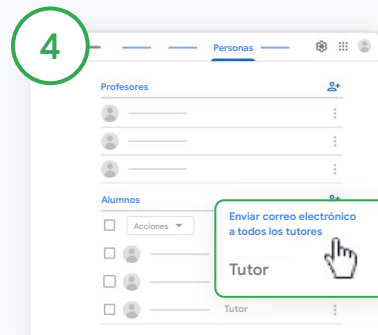 4
Personas
Profesores
Alumnos
Acciones
Enviar correo electrónico
a todos los tutores
Tutor
Tutor